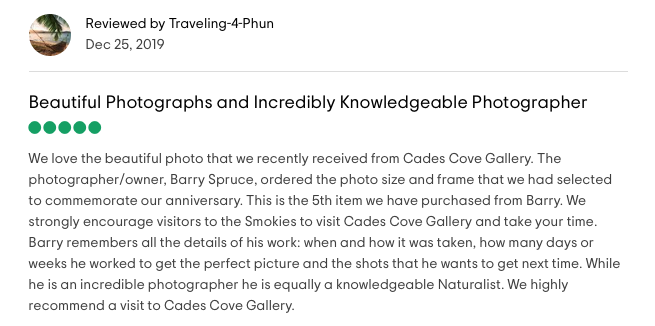 Reviewed by Traveling-4-Phun
Dec 25, 2019
Beautiful Photographs and Incredibly Knowledgeable Photographer
We love the beautiful photo that we recently received from Cades Cove Gallery. The
photographer/owner, Barry Spruce, ordered the photo size and frame that we had selected
to commemorate our anniversary. This is the 5th item we have purchased from Barry. We
strongly encourage visitors to the Smokies to visit Cades Cove Gallery and take your time.
Barry remembers all the details of his work: when and how it was taken, how many days or
weeks he worked to get the perfect picture and the shots that he wants to get next time. While
he is an incredible photographer he is equally a knowledgeable Naturalist. We highly
recommend a visit to Cades Cove Gallery.